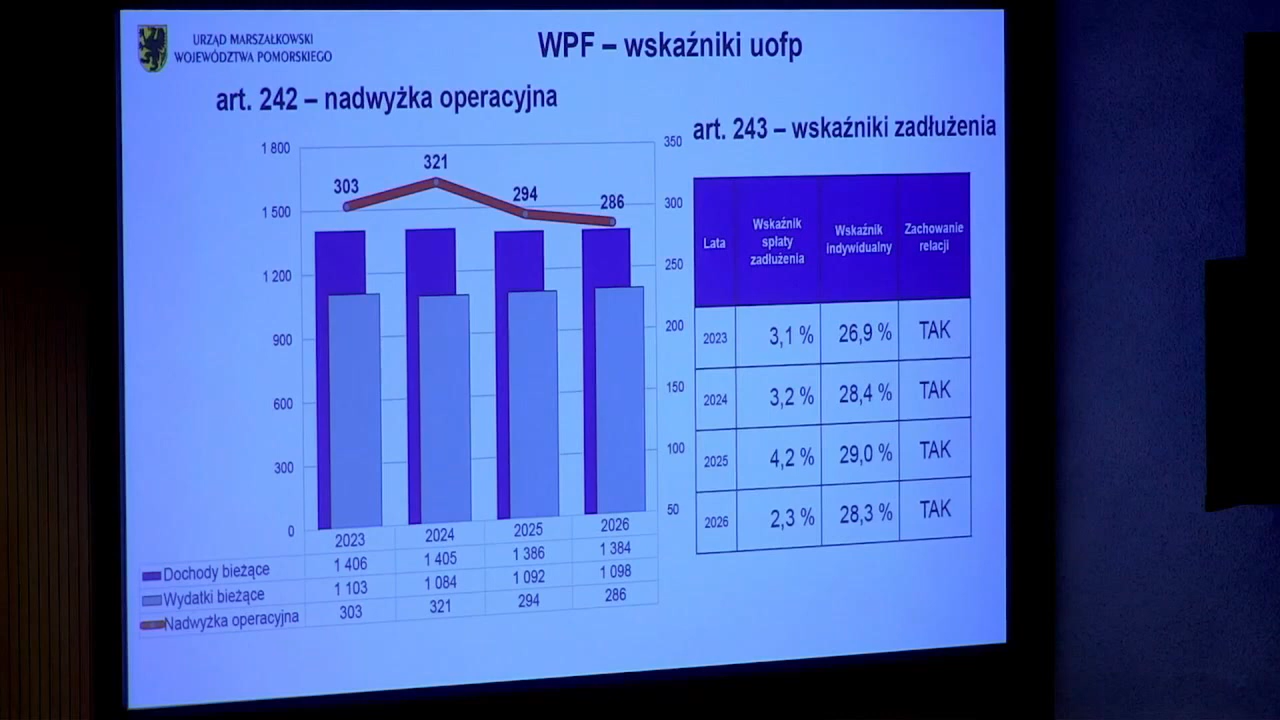 URZĄD MARSZAŁKOWSKI
WOJEWÓDZTWA POMORSKIEGO
WPF – wskaźniki uofp
art. 242 – nadwyżka operacyjna
1 800
1 500
1 200
900
600
300
0
350
300
250
200
150
100
50
303
321
294
286
2023 2024 2025 2026
Dochody bieżące 1 406 1 405 1 386 1 384
Wydatki bieżące 1 103 1 084 1 092 1 098
Nadwyżka operacyjna 303 321 294 286
art. 243 – wskaźniki zadłużenia
Lata
Wskaźnik
spłaty
zadłużenia
Wskaźnik
indywidualny
Zachowanie
relacji
2023 3,1 % 26,9 % TAK
2024 3,2 % 28,4 % TAK
2025 4,2 % 29,0 % TAK
2026 2,3 % 28,3 % TAK